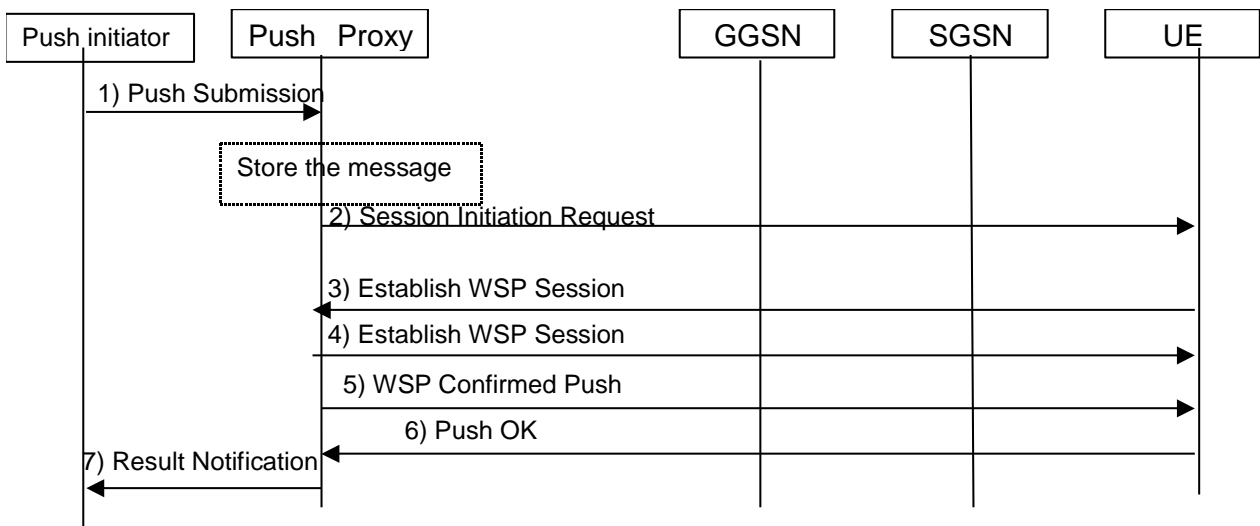 Push initiator
Push Proxy
GGSN
SGSN
UE
1) Push Submission
Store the message
2) Session Initiation Request
3) Establish WSP Session
4) Establish WSP Session
5) WSP Confirmed Push
6) Push OK
7) Result Notification